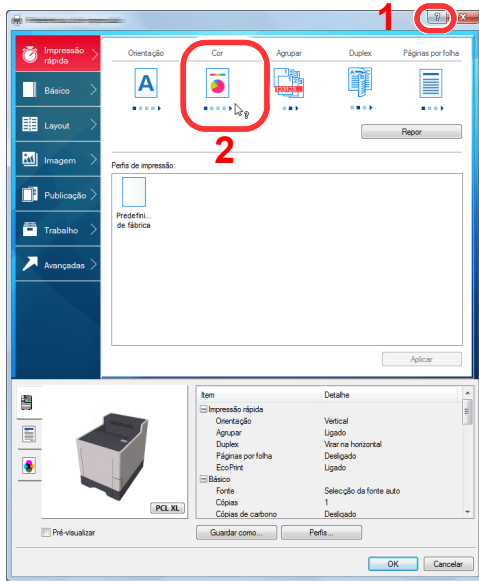 1
?
Impressão rápida
Básico
Layout
Imagem
Publicação
Trabalho
Avançadas
Orientação
Cor
Agrupar
Duplex
Páginas por folha
A
123123
?
2
Repor
Perfis de impressão:
Predefini...
de fábrica
Aplicar
Item Detalhe
Impressão rápida
Orientação Vertical
Agrupar Ligado
Duplex Virar na horizontal
Páginas por folha Desligado
EcoPrint Ligado
Básico
Fonte Selecção da fonte auto
Cópias 1
Cópias de carbono Desligado
PCL XL
Pré-visualizar
Guardar como...
Perfis...
OK
Cancelar